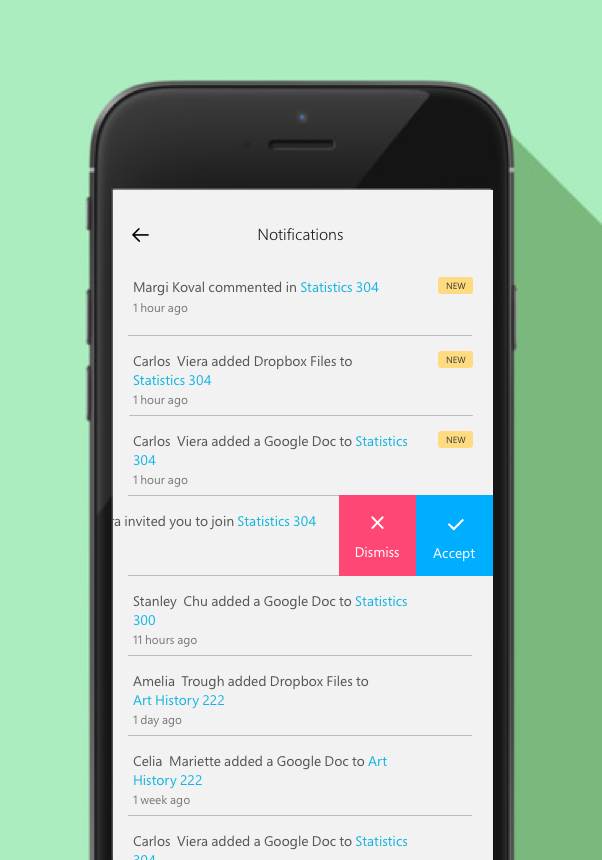 Notifications
Margi Koval commented in Statistics 304
NEW
1 hour ago
Carlos Viera added Dropbox Files to
NEW
Statistics 304
1 hour ago
Carlos Viera added a Google Doc to Statistics
NEW
304
1 hour ago
ra invited you to join Statistics 304
Dismiss
Accept
Stanley Chu added a Google Doc to Statistics
300
11 hours ago
Amelia Trough added Dropbox Files to
Art History 222
1 day ago
Celia Mariette added a Google Doc to Art
History 222
1 week ago
Carlos Viera added a Google Doc to Statistics
304